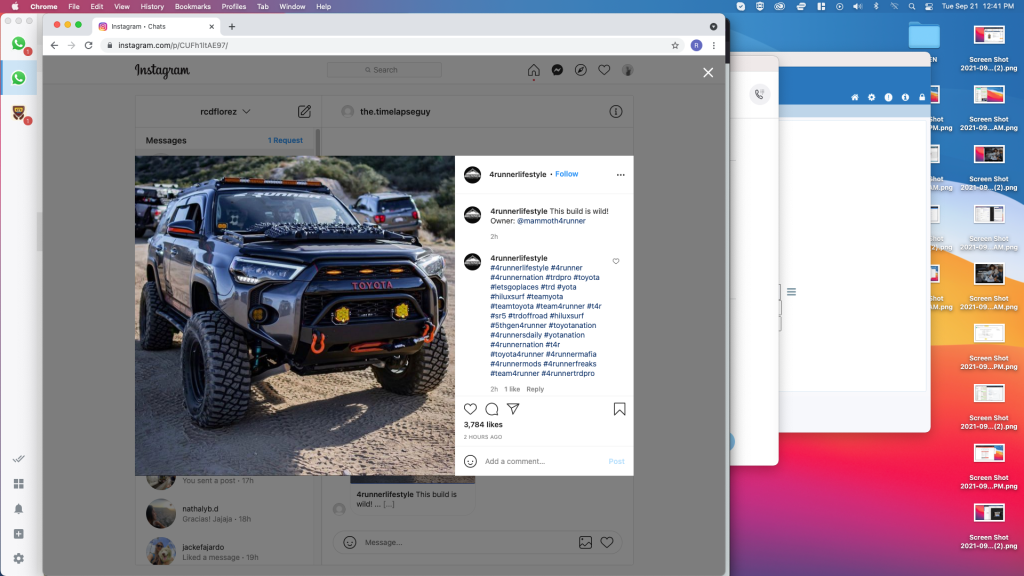 Chrome File Edit View History Bookmarks Profiles Tab Window Help
Tue Sep 21 12:41 PM
Instagram • Chats
instagram.com/p/CUFh1ItAE97/
R
Instagram
Search
rcdflorez
the.timelapseguy
Messages
1 Request
TOYOTA
4runnerlifestyle • Follow
4runnerlifestyle This build is wild!
Owner: @mammoth4runner
2h
4runnerlifestyle
#4runnerlifestyle #4runner
#4runnernation #trdpro #toyota
#letsgoplaces #trd #yota
#hiluxsurf #teamyota
#teamtoyota #team4runner #t4r
#sr5 #trdoffroad #hiluxsurf
#5thgen4runner #toyotanation
#4runnersdaily #yotanation
#4runnernation #t4r
#toyota4runner #4runnermafia
#4runnermods #4runnerfreaks
#team4runner #4runnertrdpro
2h 1 like Reply
3,784 likes
2 HOURS AGO
Add a comment...
Post
You sent a post · 17h
nathalyb.d
Gracias! Jajaja · 18h
jackefajardo
Liked a message · 19h
4runnerlifestyle This build is
wild! ... [...]
Message...
EN
Screen Shot
2021-09...(2).png
Screen Shot
2021-09...AM.png
Screen Shot
2021-09...(2).png
Screen Shot
2021-09...AM.png
Screen Shot
2021-09...AM.png
Screen Shot
2021-09...PM.png
Screen Shot
2021-09...(2).png
Screen Shot
2021-09...PM.png
Screen Shot
2021-09...(2).png